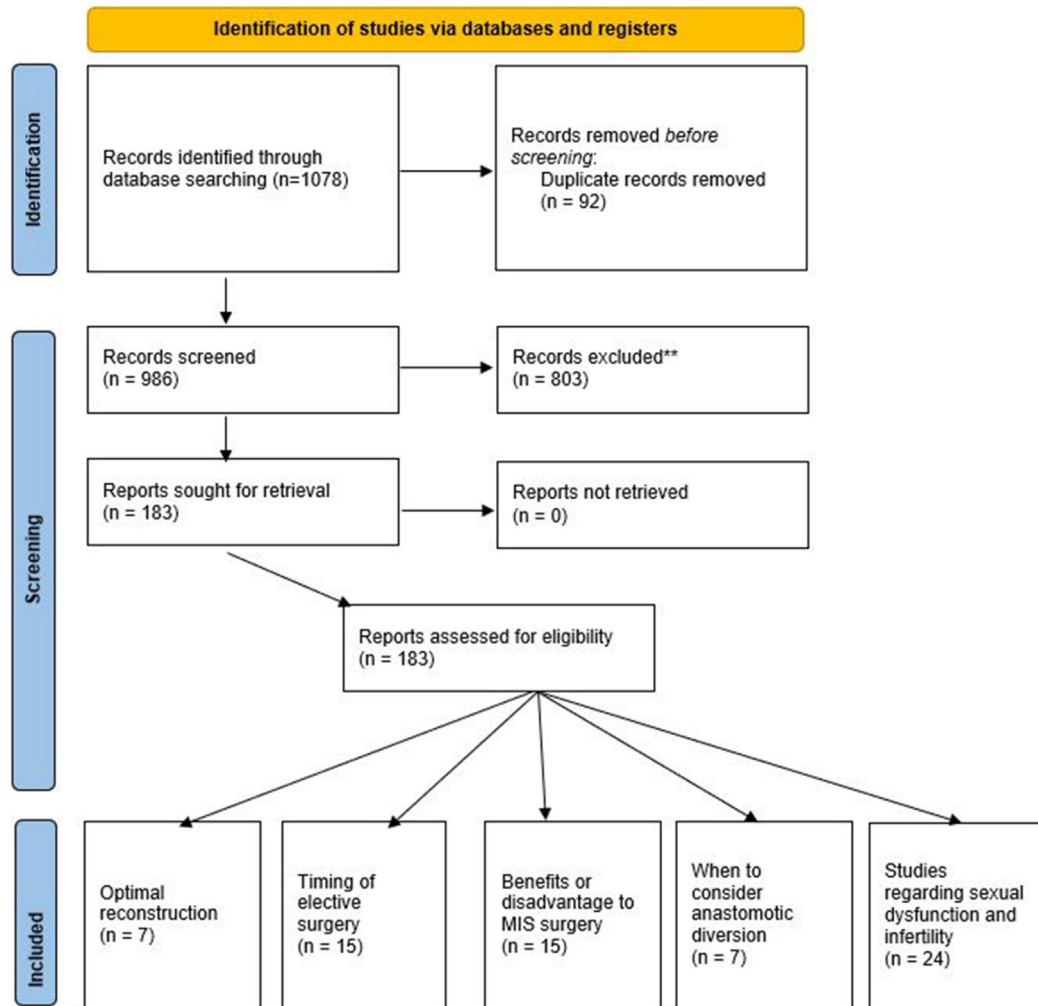 Identification of studies via databases and registers
Identification
Records identified through
database searching (n=1078)
Records removed before
screening:
Duplicate records removed
(n = 92)
Screening
Records screened
(n = 986)
Records excluded**
(n = 803)
Reports sought for retrieval
(n = 183)
Reports not retrieved
(n = 0)
Reports assessed for eligibility
(n = 183)
Included
Optimal
reconstruction
(n = 7)
Timing of
elective
surgery
(n = 15)
Benefits or
disadvantage to
MIS surgery
(n = 15)
When to
consider
anastomotic
diversion
(n = 7)
Studies
regarding sexual
dysfunction and
infertility
(n = 24)